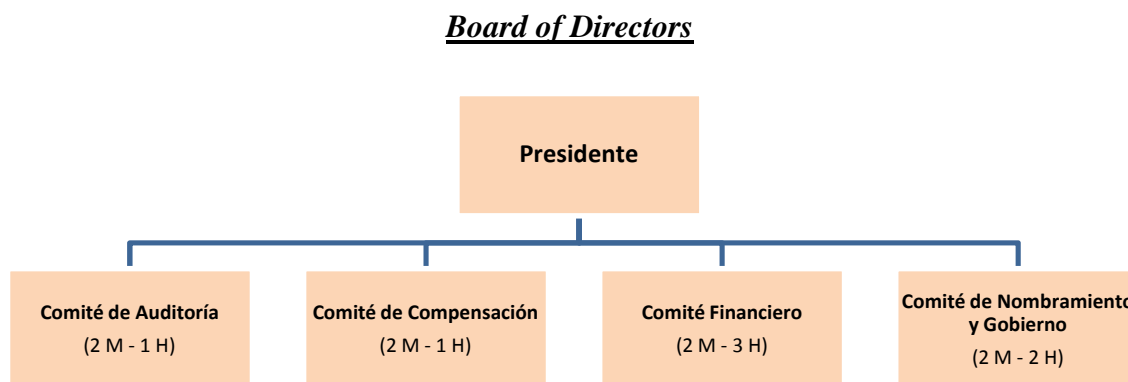 Board of Directors
Presidente
Comité de Auditoría
(2 M - 1 H)
Comité de Compensación
(2 M - 1 H)
Comité Financiero
(2 M - 3 H)
Comité de Nombramiento
y Gobierno
(2 M - 2 H)